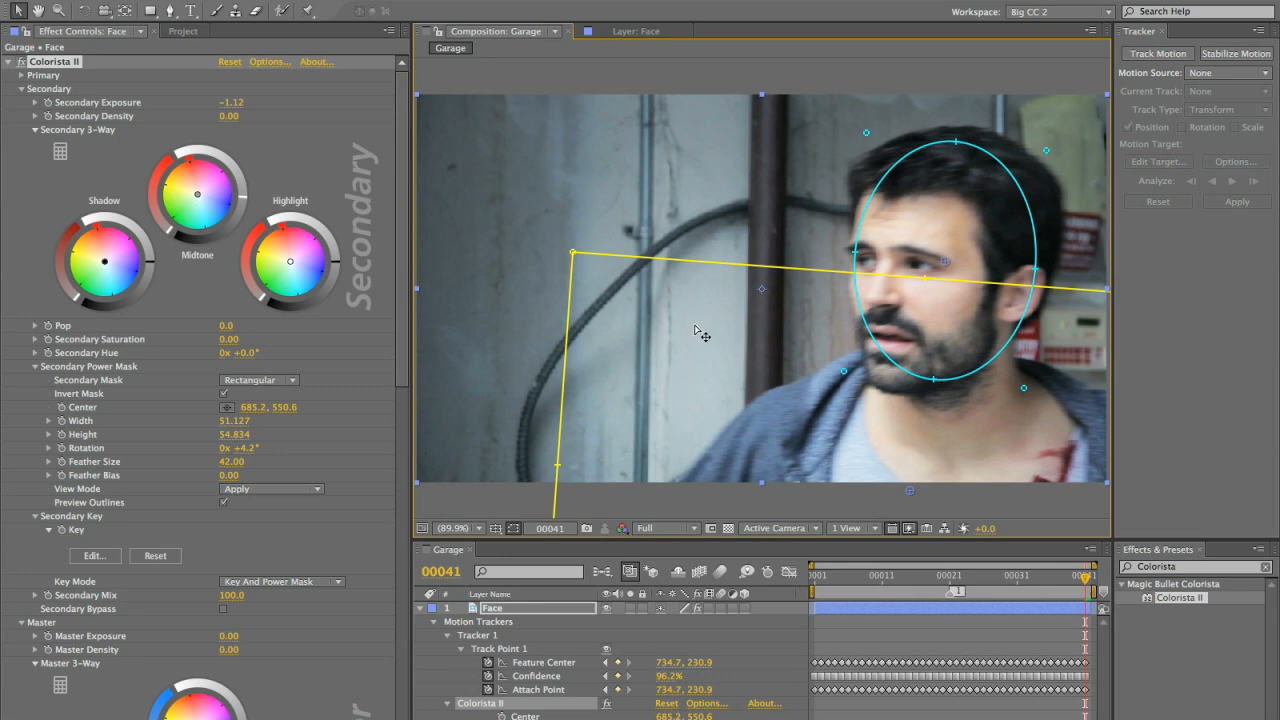 Workspace: Big CC 2 Search Help
Effect Controls: Face Project
Composition: Garage Layer: Face
Tracker
Garage • Face
Garage
Colorista II Reset Options... About...
Track Motion Stabilize Motion
Primary
Motion Source: None
Secondary
Current Track: None
Secondary Exposure -1.12
Track Type: Transform
Secondary Density 0.00
Position Rotation Scale
Secondary 3-Way
Motion Target:
Edit Target... Options...
Analyze:
Reset Apply
Shadow Highlight
Midtone
Secondary
Pop 0.0
Secondary Saturation 0.00
Secondary Hue 0x +0.0°
Secondary Power Mask
Secondary Mask Rectangular
Invert Mask
Center 685.2, 550.6
Width 51.127
Height 54.834
Rotation 0x +4.2°
Feather Size 42.00
Feather Bias 0.00
View Mode Apply
Preview Outlines
Secondary Key
Key
Edit... Reset
Key Mode Key And Power Mask
Secondary Mix 100.0
Secondary Bypass
Master
Master Exposure 0.00
Master Density 0.00
Master 3-Way
(89.9%) 00041 Full Active Camera 1 View +0.0
Garage
Effects & Presets
00041
0001 00011 00021 00031 00041
Colorista
# Layer Name
1
Magic Bullet Colorista
Colorista II
1 Face
Motion Trackers
Tracker 1
Track Point 1
Feature Center 734.7, 230.9
Confidence 96.2%
Attach Point 734.7, 230.9
Colorista II Reset Options... About...
Center 685.2, 550.6